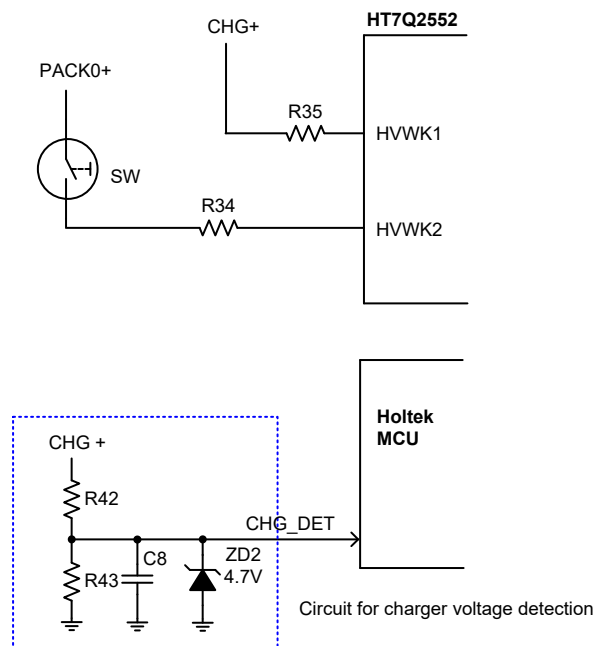 HT7Q2552
CHG+
PACK0+
R35
HVWK1
SW
R34
HVWK2
Holtek
MCU
CHG +
R42
CHG_DET
C8
ZD2
R43
4.7V
Circuit for charger voltage detection